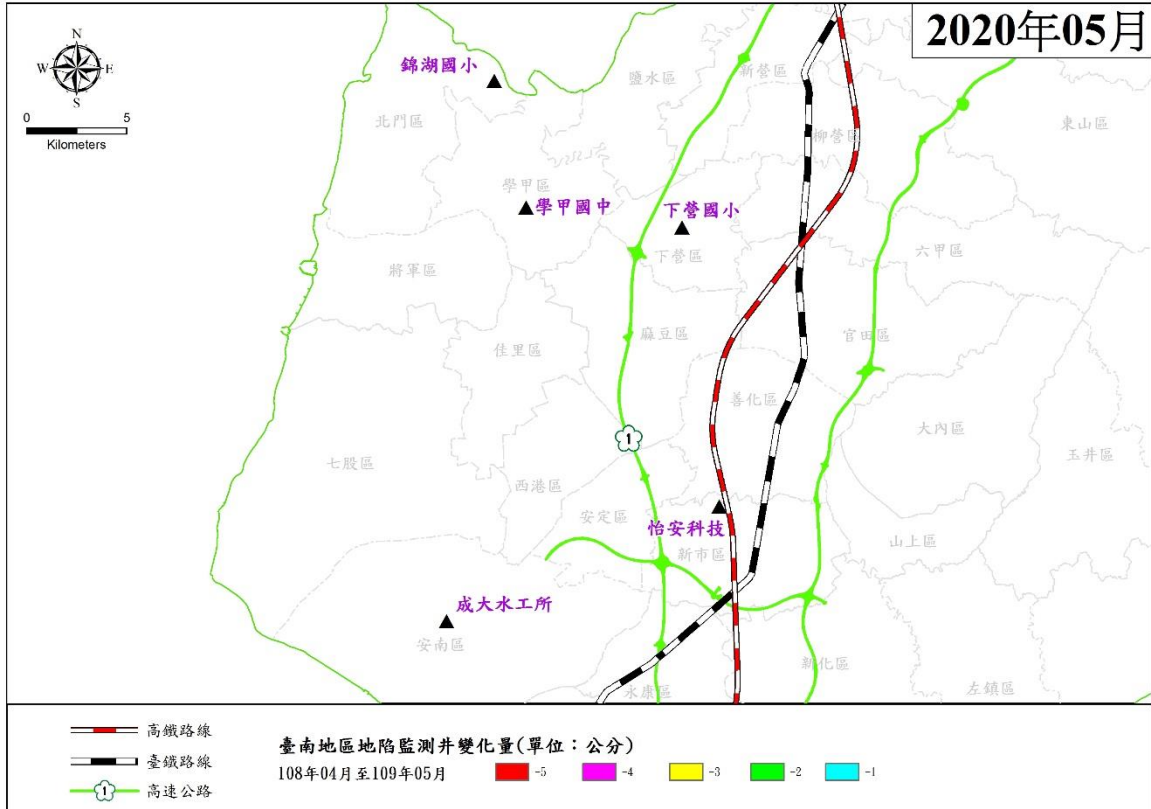 2020年05月
N
W
E
S
0
5
Kilometers
錦湖國小
鹽水區
新營區
北門區
東山區
柳營區
學甲區
學甲國中
下營國小
下營區
六甲區
將軍區
麻豆區
官田區
佳里區
善化區
大內區
玉井區
七股區
1
西港區
安定區
怡安科技
新市區
山上區
成大水工所
安南區
新化區
永康區
左鎮區
高鐵路線
臺鐵路線
1
高速公路
臺南地區地陷監測井變化量(單位：公分)
108年04月至109年05月
-5
-4
-3
-2
-1